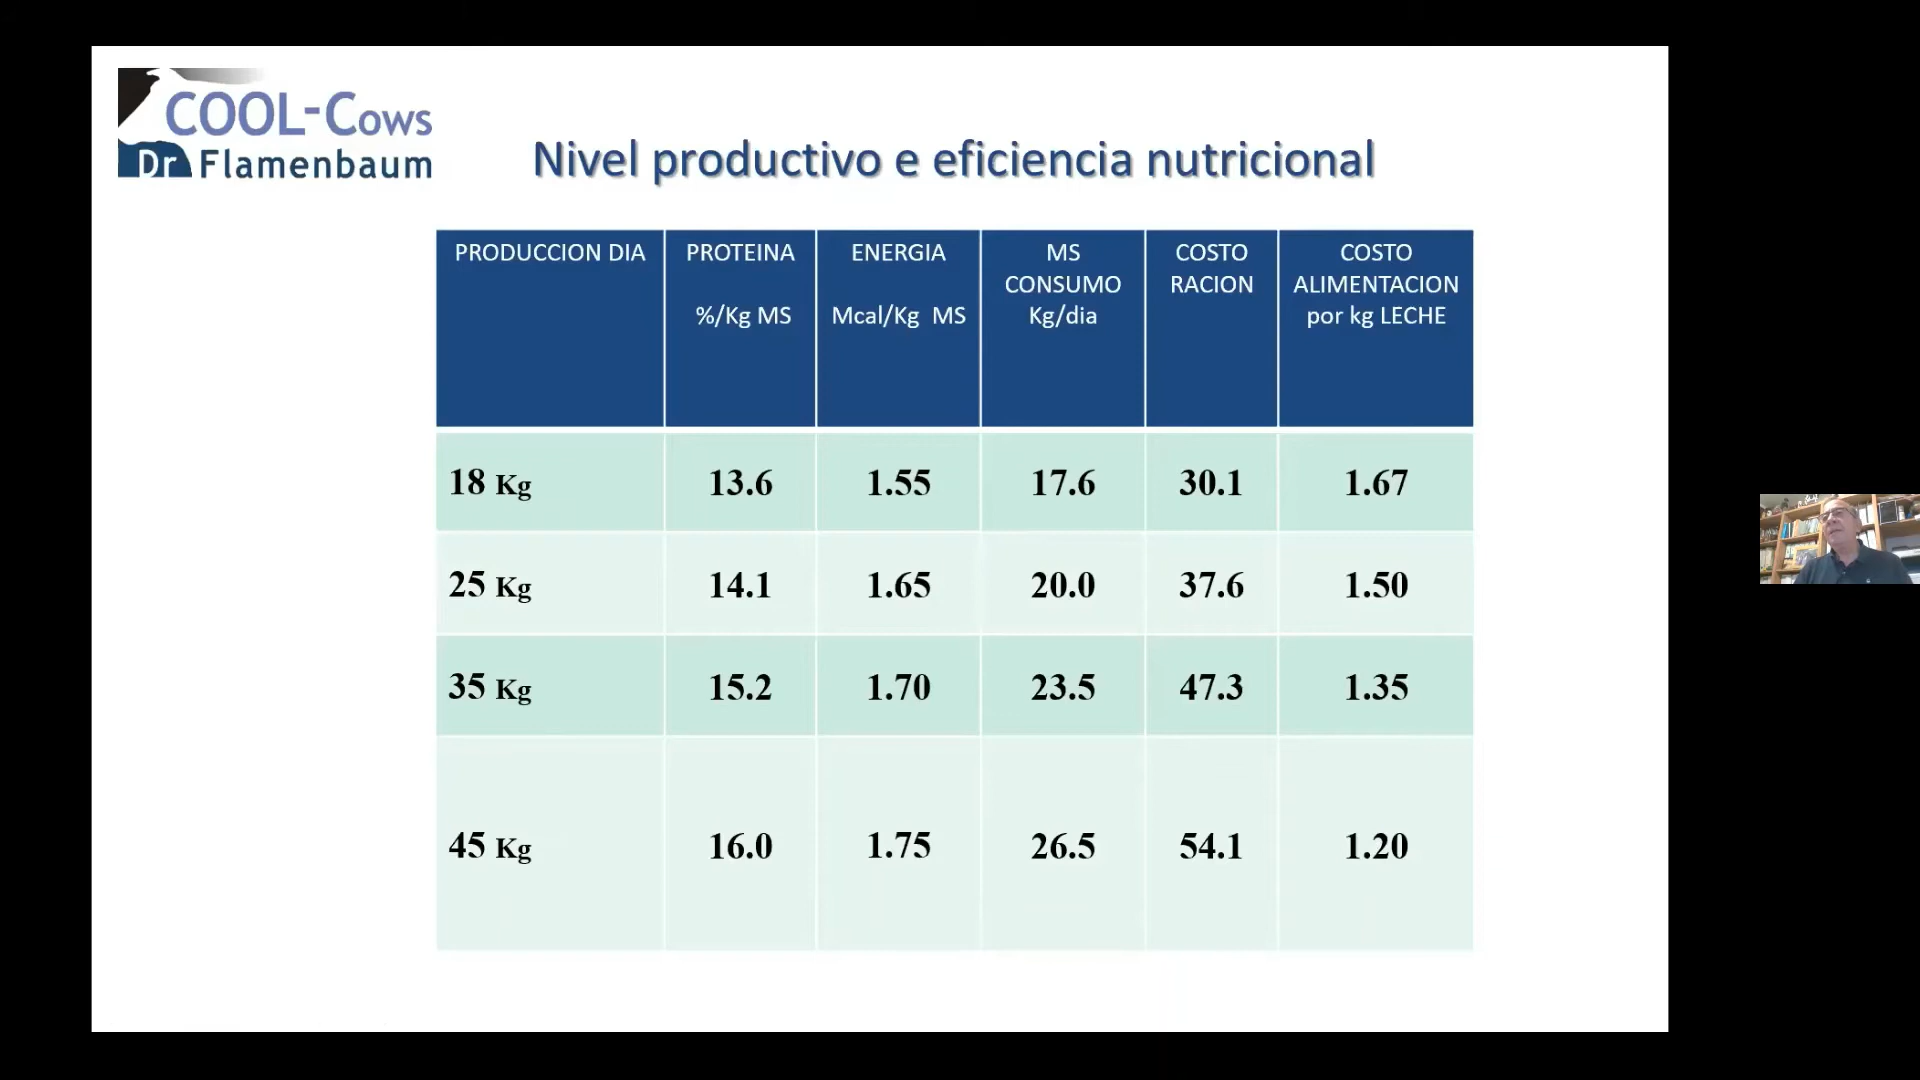 COOL-COWS
Dr Flamenbaum
Nivel productivo e eficiencia nutricional
PRODUCCION DIA
PROTEINA
%/Kg MS
ENERGIA
Mcal/Kg MS
MS
CONSUMO
Kg/dia
COSTO
RACION
COSTO
ALIMENTACION
por kg LECHE
18 Kg 13.6 1.55 17.6 30.1 1.67
25 Kg 14.1 1.65 20.0 37.6 1.50
35 Kg 15.2 1.70 23.5 47.3 1.35
45 Kg 16.0 1.75 26.5 54.1 1.20